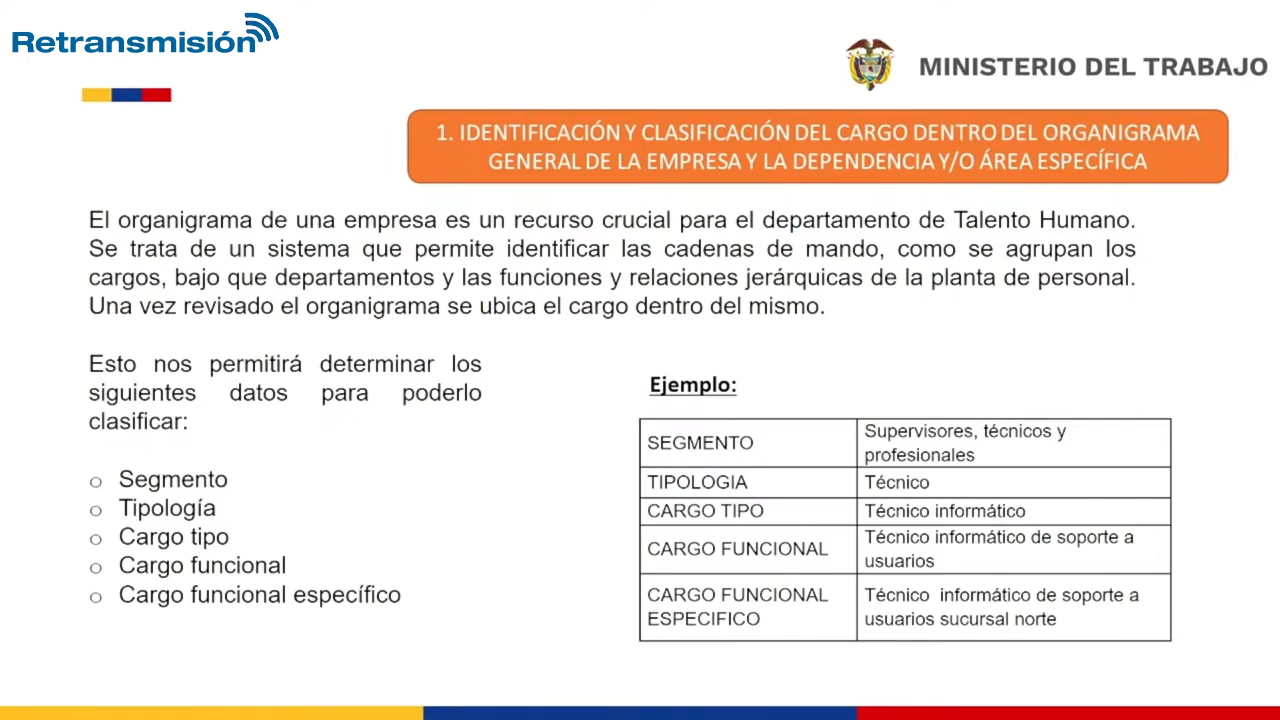 Retransmisión
MINISTERIO DEL TRABAJO
1. IDENTIFICACIÓN Y CLASIFICACIÓN DEL CARGO DENTRO DEL ORGANIGRAMA
GENERAL DE LA EMPRESA Y LA DEPENDENCIA Y/O ÁREA ESPECÍFICA
El organigrama de una empresa es un recurso crucial para el departamento de Talento Humano.
Se trata de un sistema que permite identificar las cadenas de mando, como se agrupan los
cargos, bajo que departamentos y las funciones y relaciones jerárquicas de la planta de personal.
Una vez revisado el organigrama se ubica el cargo dentro del mismo.
Esto nos permitirá determinar los
siguientes datos para poderlo
clasificar:
o Segmento
o Tipología
o Cargo tipo
o Cargo funcional
o Cargo funcional específico
Ejemplo:
SEGMENTO
Supervisores, técnicos y
profesionales
TIPOLOGIA
Técnico
CARGO TIPO
Técnico informático
CARGO FUNCIONAL
Técnico informático de soporte a
usuarios
CARGO FUNCIONAL
ESPECIFICO
Técnico informático de soporte a
usuarios sucursal norte